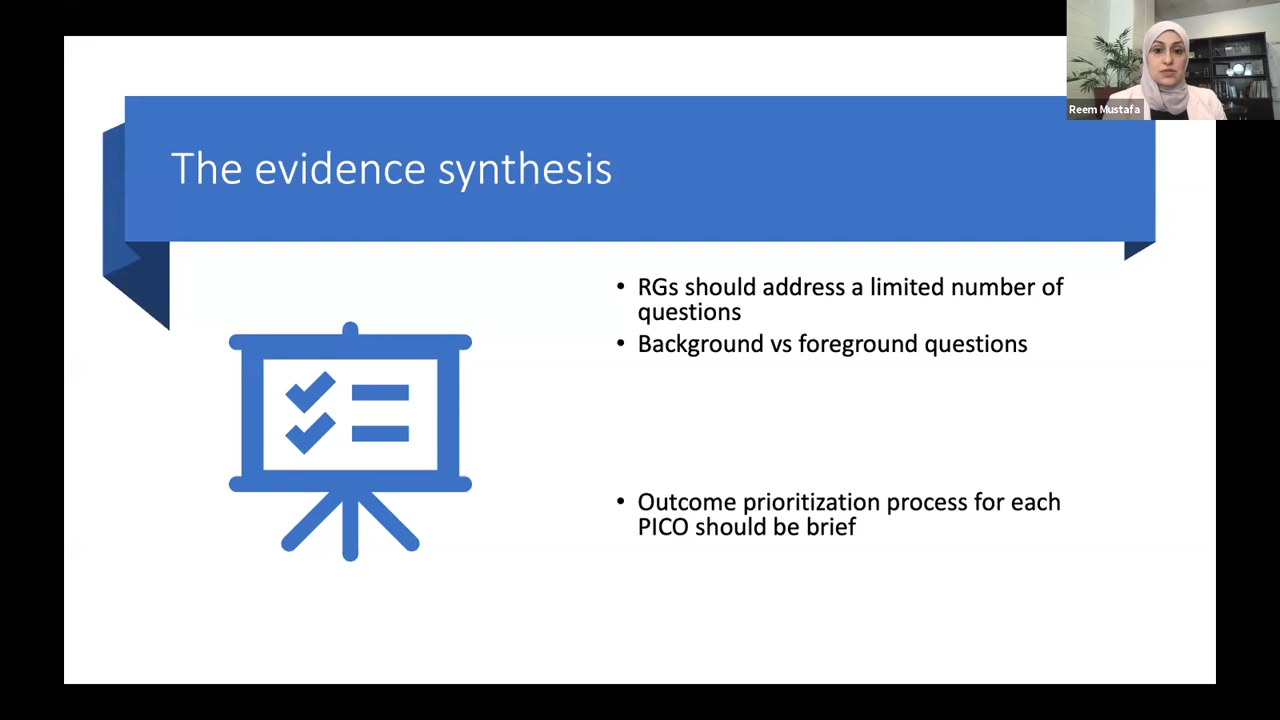 Reem Mustafa
The evidence synthesis
• RGs should address a limited number of
questions
• Background vs foreground questions
• Outcome prioritization process for each
PICO should be brief